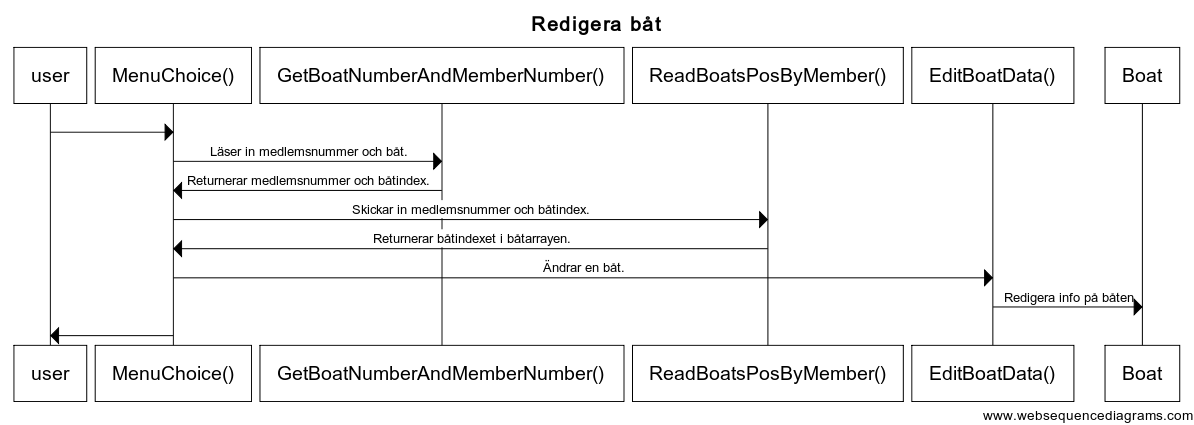 Redigera båt
user MenuChoice() GetBoatNumberAndMemberNumber() ReadBoatsPosByMember() EditBoatData() Boat
Läser in medlemsnummer och båt.
Returnerar medlemsnummer och båtindex.
Skickar in medlemsnummer och båtindex.
Returnerar båtindexet i båtarrayen.
Ändrar en båt.
Redigera info på båten
user MenuChoice() GetBoatNumberAndMemberNumber() ReadBoatsPosByMember() EditBoatData() Boat
www.websequencediagrams.com